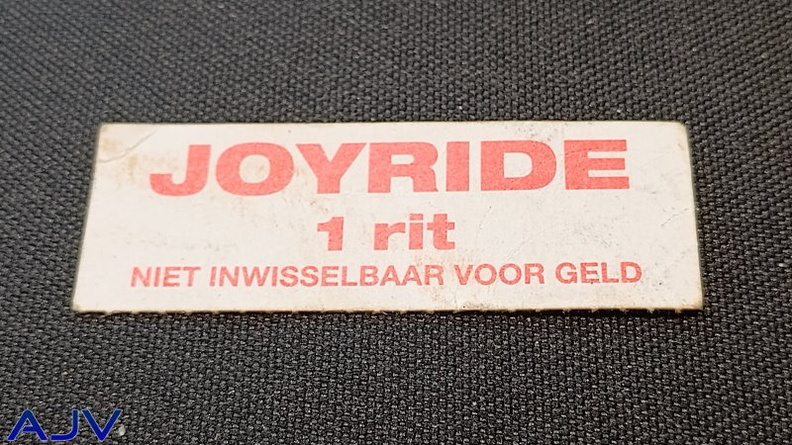 JOYRIDE
1 rit
NIET INWISSELBAAR VOOR GELD
AJV